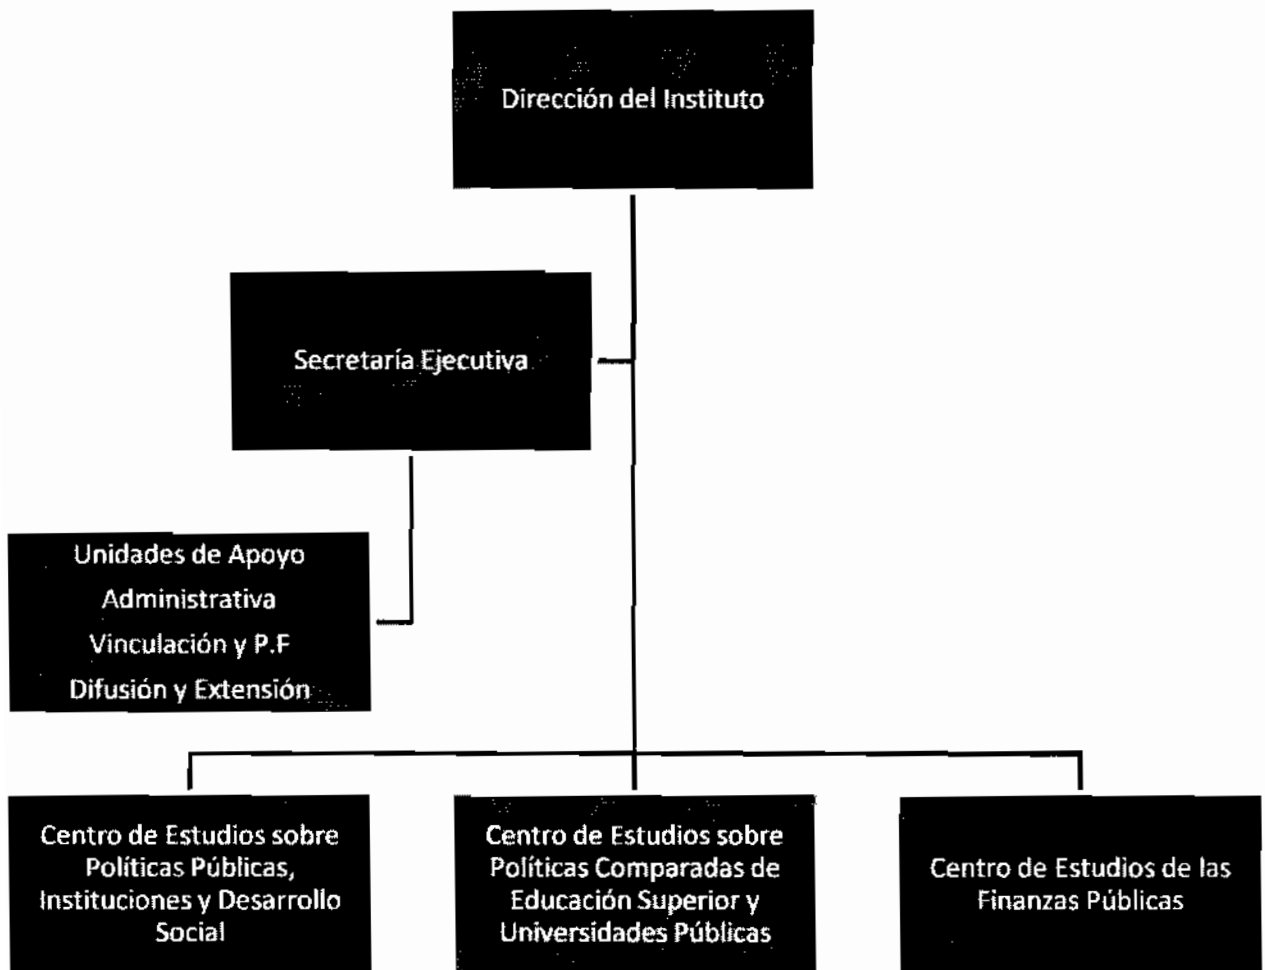 Dirección del Instituto
Secretaría Ejecutiva
Unidades de Apoyo
Administrativa
Vinculación y P.F
Difusión y Extensión
Centro de Estudios sobre
Políticas Públicas,
Instituciones y Desarrollo
Social
Centro de Estudios sobre
Políticas Comparadas de
Educación Superior y
Universidades Públicas
Centro de Estudios de las
Finanzas Públicas